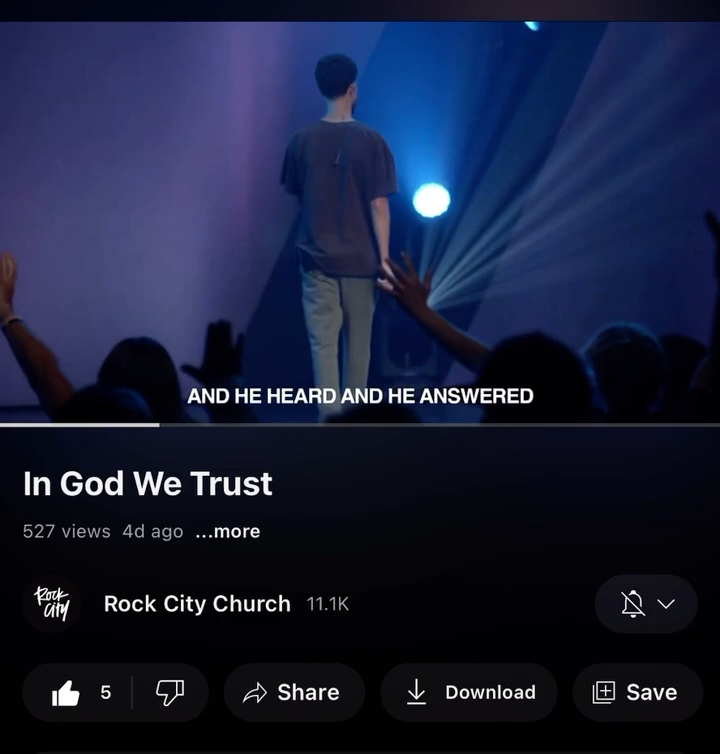 AND HE HEARD AND HE ANSWERED
In God We Trust
527 views 4d ago ...more
Rock City
Rock City Church 11.1K
5 Share Download Save